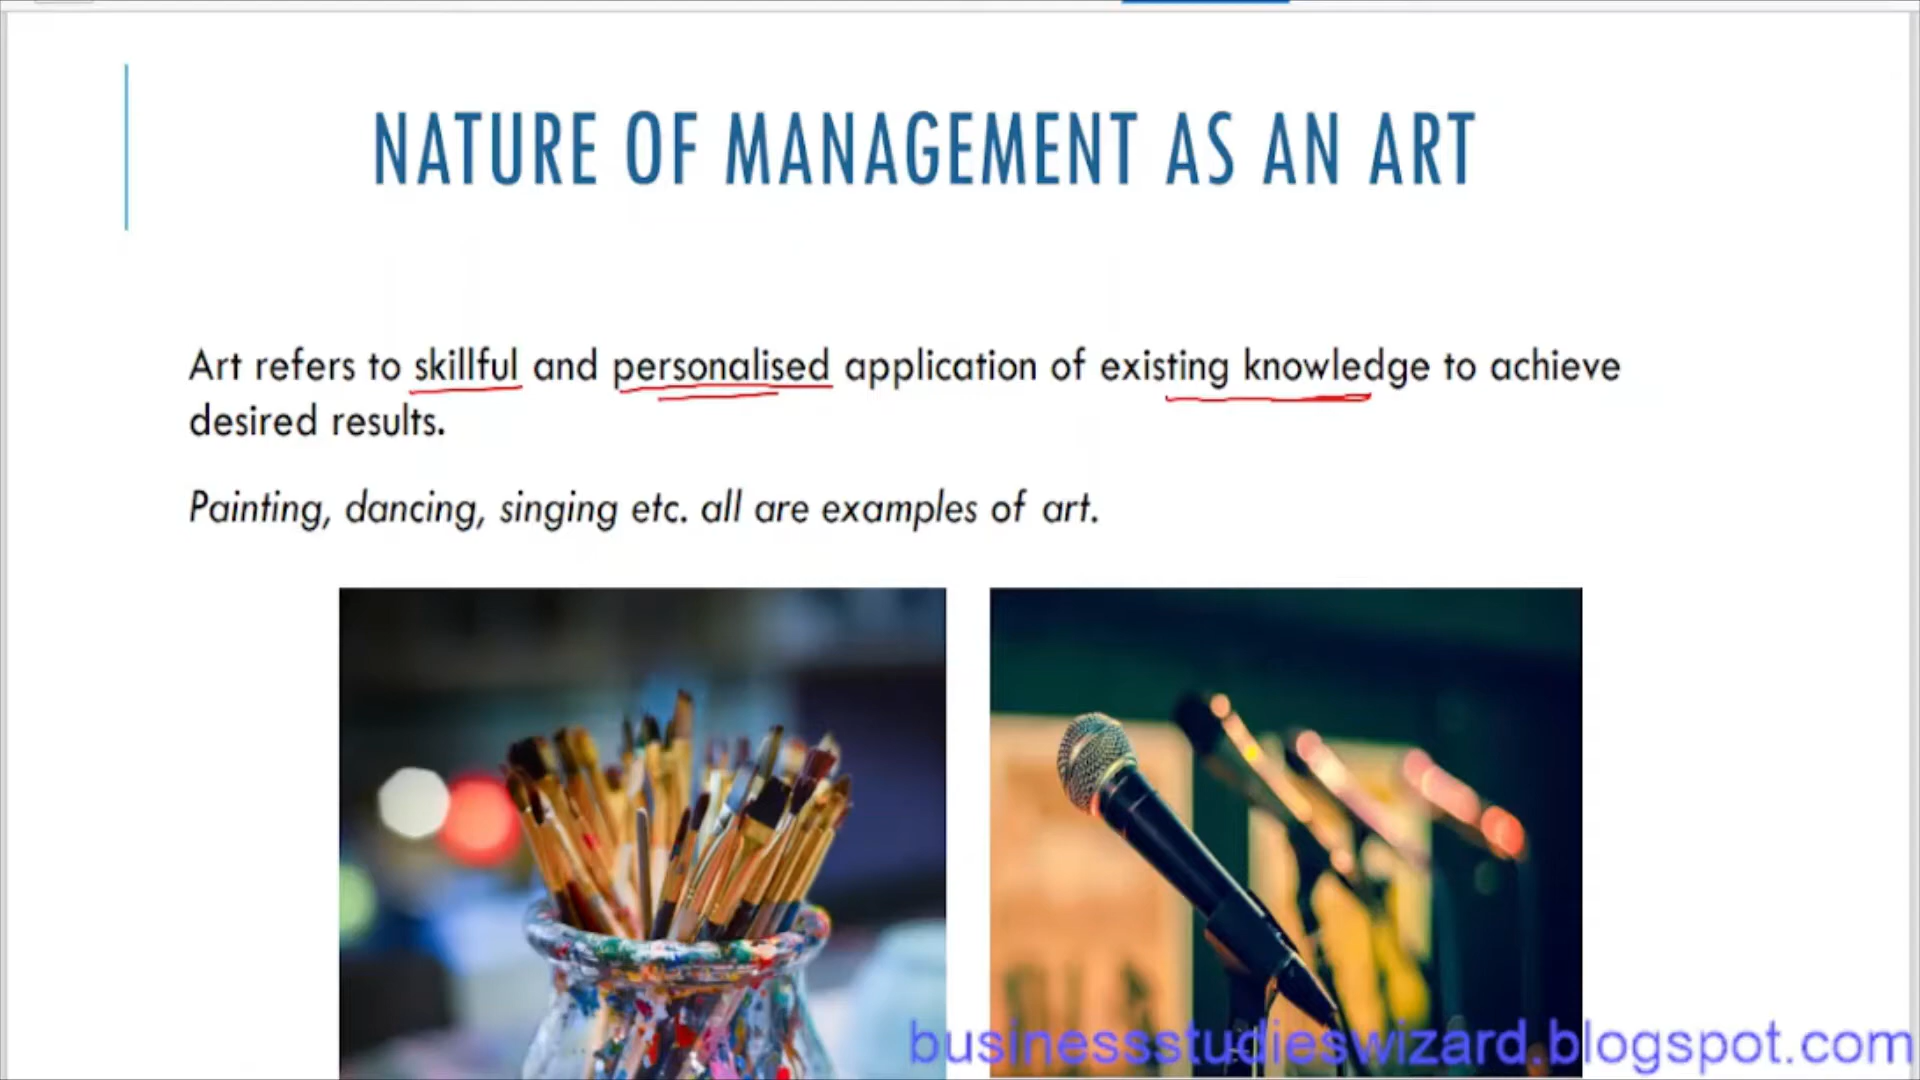 NATURE OF MANAGEMENT AS AN ART
Art refers to skillful and personalised application of existing knowledge to achieve
desired results.
Painting, dancing, singing etc. all are examples of art.
businessstudieswizard.blogspot.com